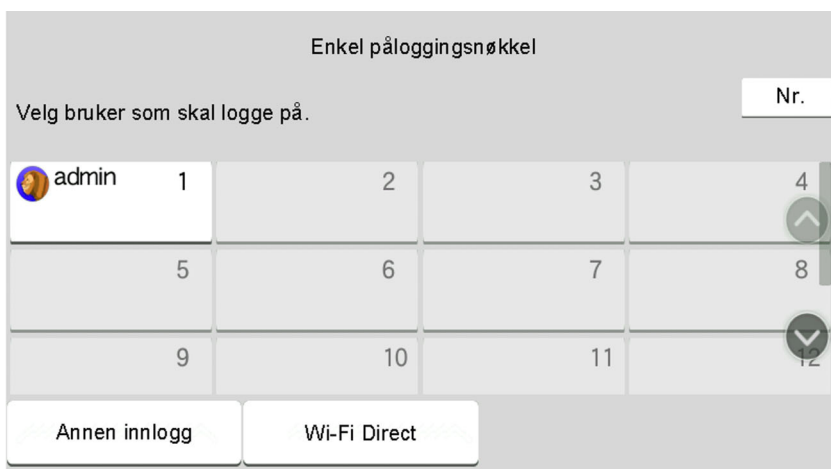 Enkel påloggingsnøkkel
Nr.
Velg bruker som skal logge på.
admin 1 2 3 4
5 6 7 8
9 10 11 12
Annen innlogg Wi-Fi Direct